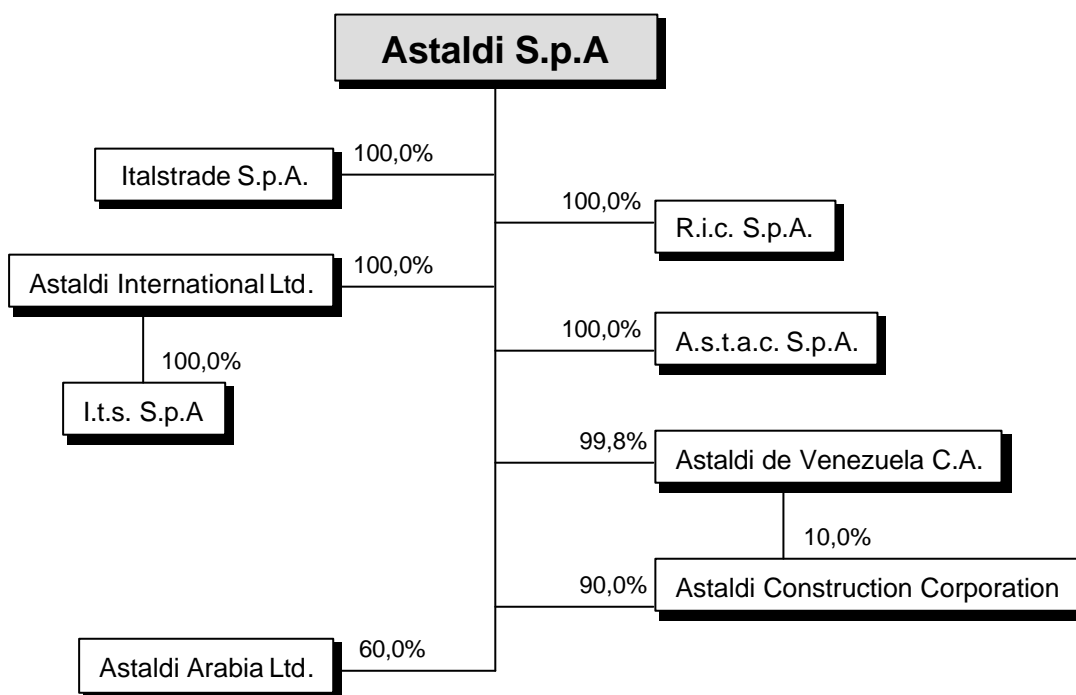 Astaldi S.p.A
100,0%
Italstrade S.p.A.
100,0%
R.i.c. S.p.A.
100,0%
Astaldi International Ltd.
100,0%
A.s.t.a.c. S.p.A.
100,0%
I.t.s. S.p.A
99,8%
Astaldi de Venezuela C.A.
10,0%
90,0%
Astaldi Construction Corporation
60,0%
Astaldi Arabia Ltd.